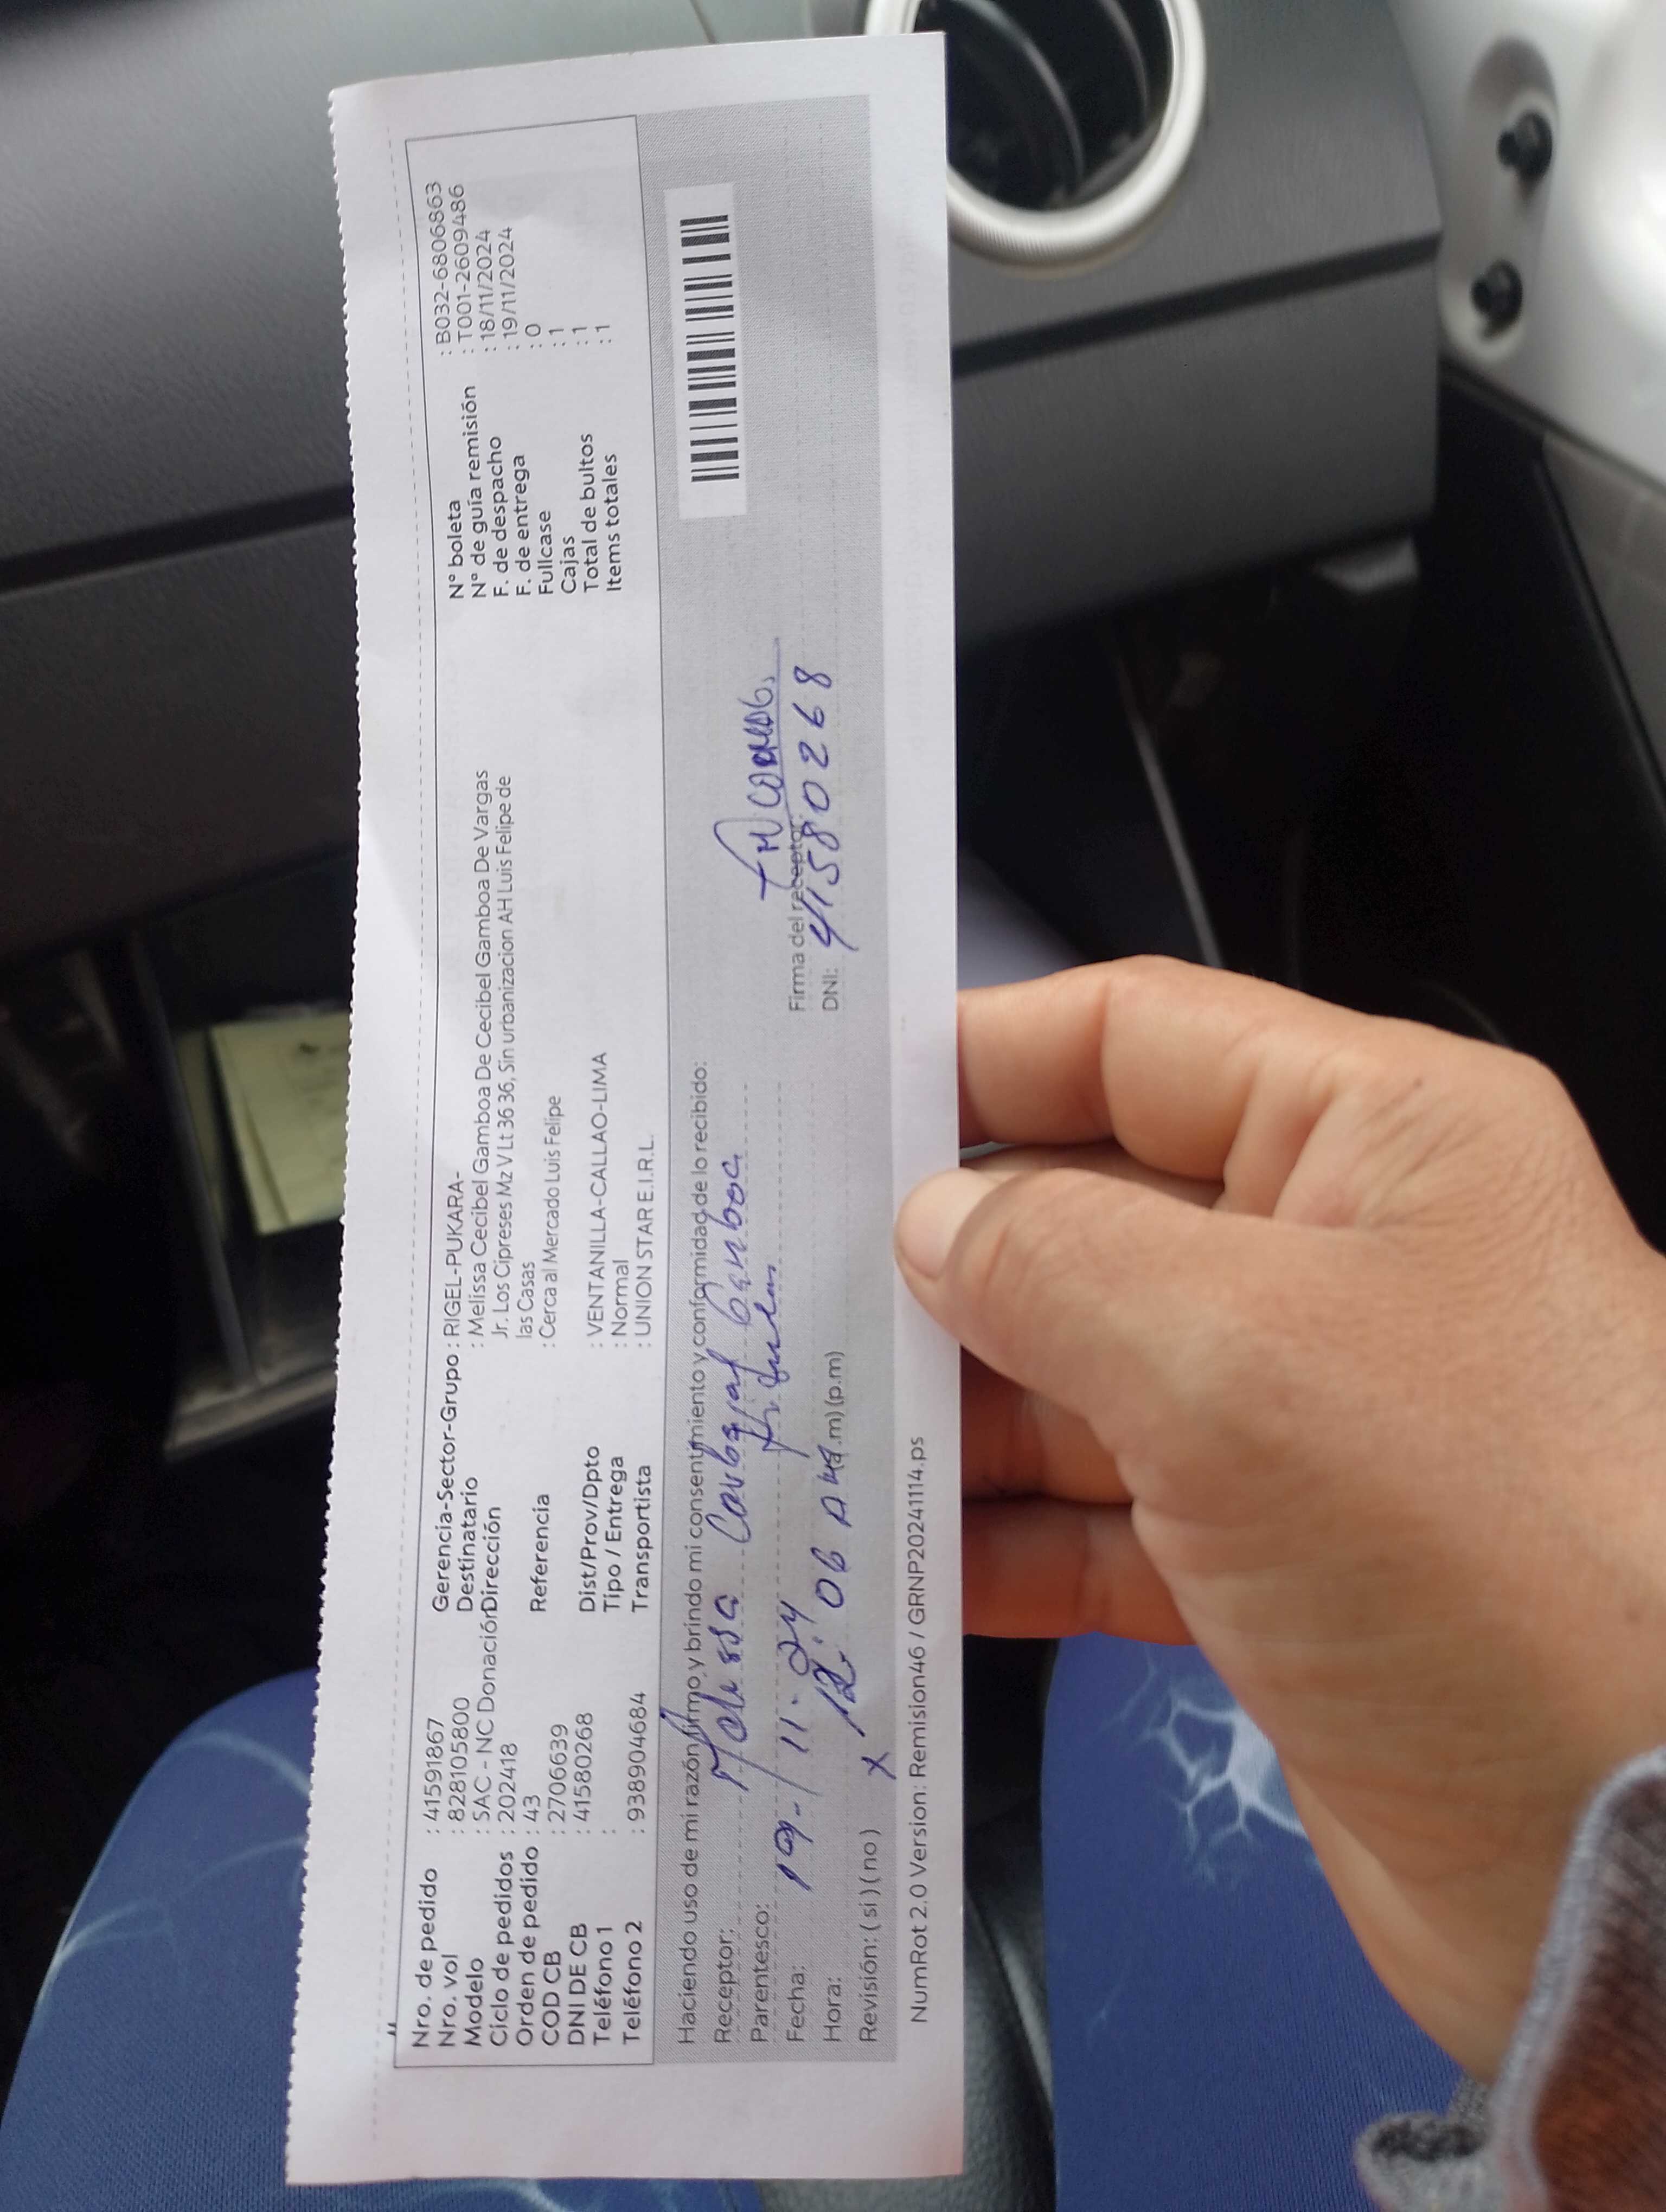 Nro. de pedido : 41591867
Nro. vol : 828105800
Modelo : SAC - NC Donación
Ciclo de pedidos : 202418
Orden de pedido : 43
COD CB : 2706639
DNI DE CB : 41580268
Teléfono 1 :
Teléfono 2 : 938904684
Gerencia-Sector-Grupo : RIGEL-PUKARA-
Destinatario : Melissa Cecibel Gamboa De Cecibel Gamboa De Vargas
Dirección Jr. Los Cipreses Mz V Lt 36 36, Sin urbanizacion AH Luis Felipe de
las Casas
Referencia : Cerca al Mercado Luis Felipe
Dist/Prov/Dpto : VENTANILLA-CALLAO-LIMA
Tipo / Entrega : Normal
Transportista : UNION STAR E.I.R.L.
N° boleta : B032-6806863
N° de guía remisión : T001-2609486
F. de despacho : 18/11/2024
F. de entrega : 19/11/2024
Fullcase : 0
Cajas : 1
Total de bultos : 1
Items totales : 1
Haciendo uso de mi razón firmo y brindo mi consentimiento y conformidad de lo recibido:
Receptor: Melissa Carbajal Gamboa
Parentesco:
Fecha: 19-11-24
Hora: 12:06 (a.m) (p.m)
Revisión: ( si ) ( no ) x
Firma del receptor:
DNI: 41580268
NumRot 2.0 Version: Remision46 / GRNP20241114.ps